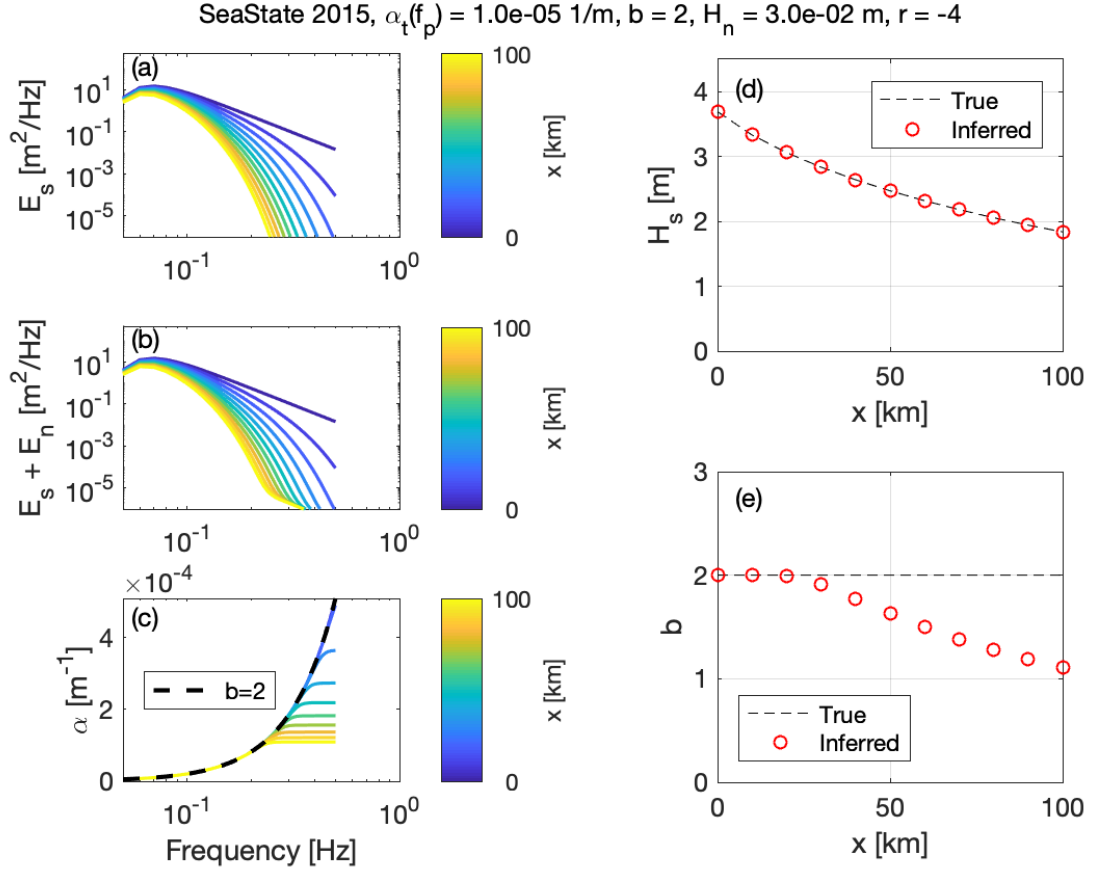 SeaState 2015, α_t(f_p) = 1.0e-05 1/m, b = 2, H_n = 3.0e-02 m, r = -4
(a)
E_s [m^2/Hz]
10^1
10^-1
10^-3
10^-5
10^-1
10^0
100
0
x [km]
(b)
E_s + E_n [m^2/Hz]
10^1
10^-1
10^-3
10^-5
10^-1
10^0
100
0
x [km]
×10^-4
(c)
α [m^-1]
4
2
0
b=2
10^-1
10^0
Frequency [Hz]
100
0
x [km]
(d)
H_s [m]
4
3
2
1
0
True
Inferred
0
50
100
x [km]
(e)
b
3
2
1
0
True
Inferred
0
50
100
x [km]